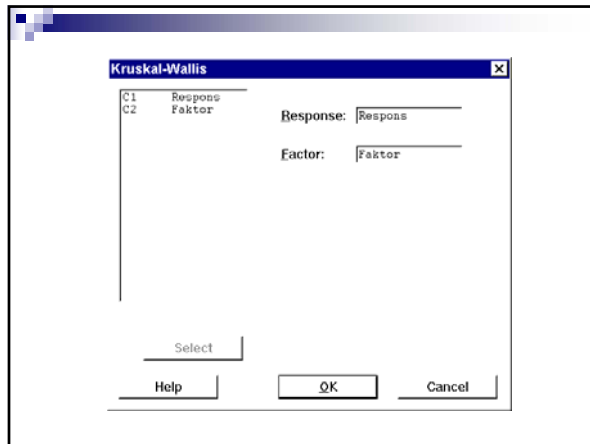 Kruskal-Wallis
C1 Respons
C2 Faktor
Response: Respons
Factor: Faktor
Select
Help OK Cancel